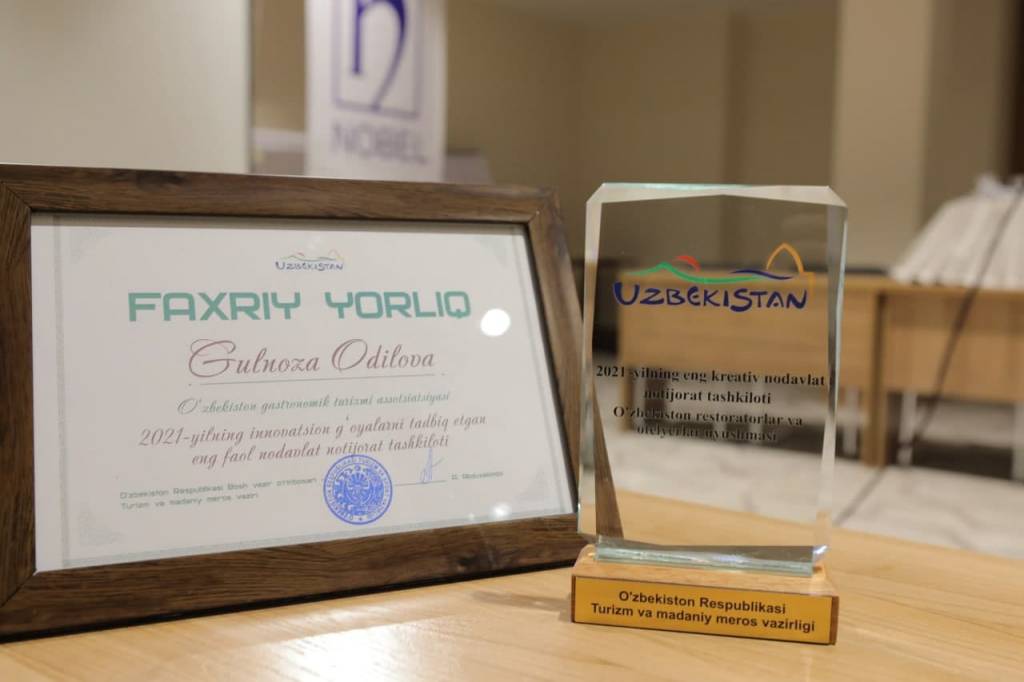 NOBEL
UZBEKISTAN
FAXRIY YORLIQ
Gulnoza Odilova
O'zbekiston gastronomik turizmi assotsiatsiyasi
2021-yilning innovatsion g'oyalarni tadbiq etgan
eng faol nodavlat notijorat tashkiloti
O'zbekiston Respublikasi Bosh vazir o'rinbosari
Turizm va madaniy meros vaziri
UZBEKISTAN
2021-yilning eng kreativ nodavlat
notijorat tashkiloti
O'zbekiston restoratorlar va
otelyerlar uyushmasi
O'zbekiston Respublikasi
Turizm va madaniy meros vazirligi